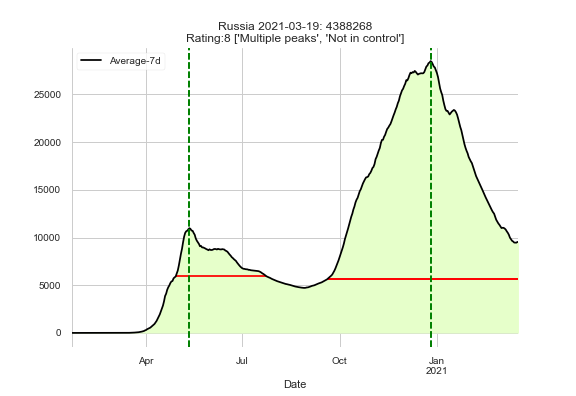 Russia 2021-03-19: 4388268
Rating:8 ['Multiple peaks', 'Not in control']
Average-7d
25000
20000
15000
10000
5000
0
Apr
Jul
Oct
Jan
2021
Date